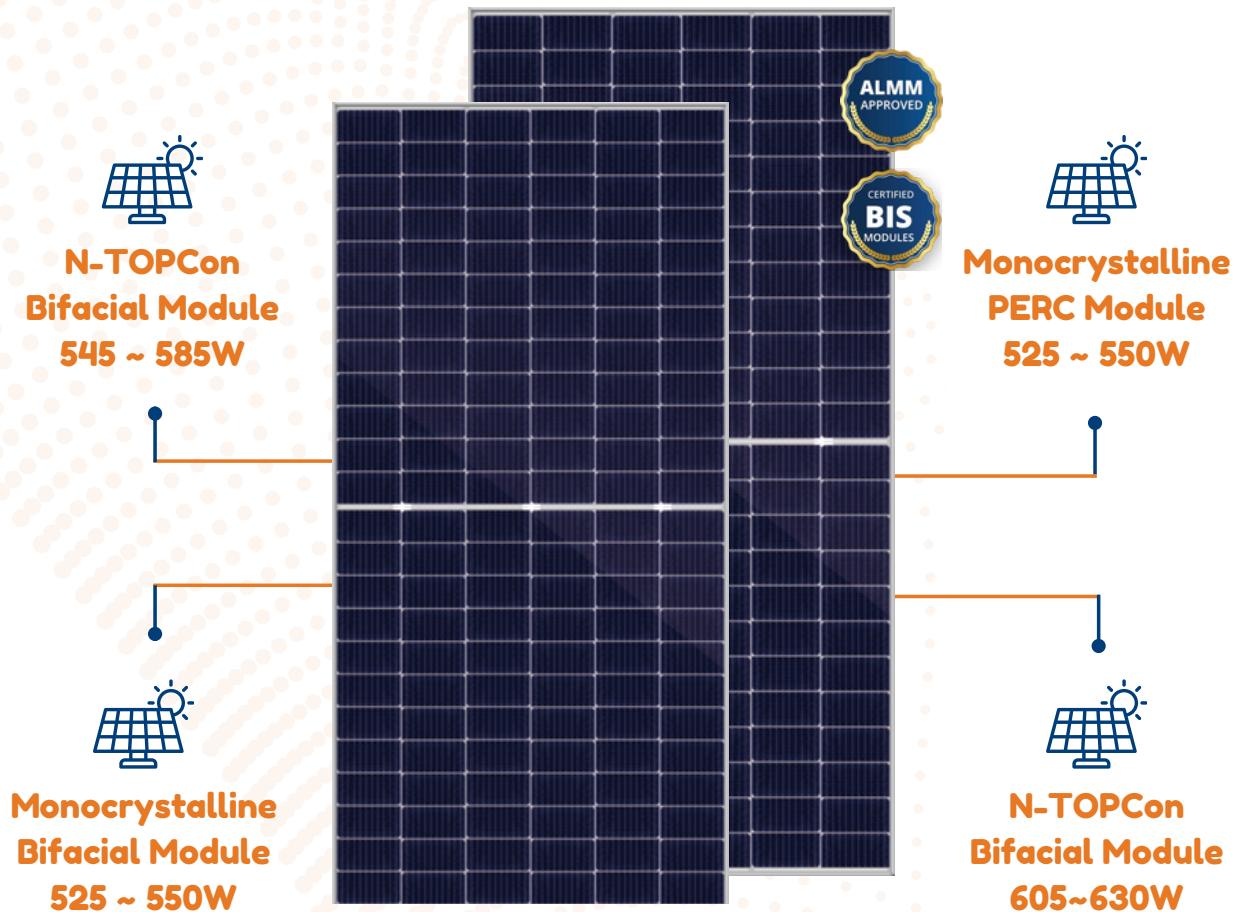 ALMM
APPROVED
CERTIFIED
BIS
MODULES
N-TOPCon
Bifacial Module
545 ~ 585W
Monocrystalline
PERC Module
525 ~ 550W
Monocrystalline
Bifacial Module
525 ~ 550W
N-TOPCon
Bifacial Module
605~630W